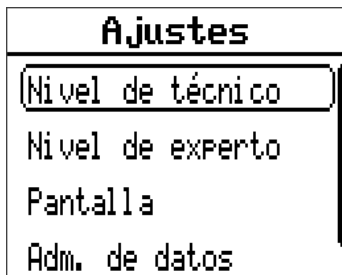 Ajustes
Nivel de técnico
Nivel de experto
Pantalla
Adm. de datos